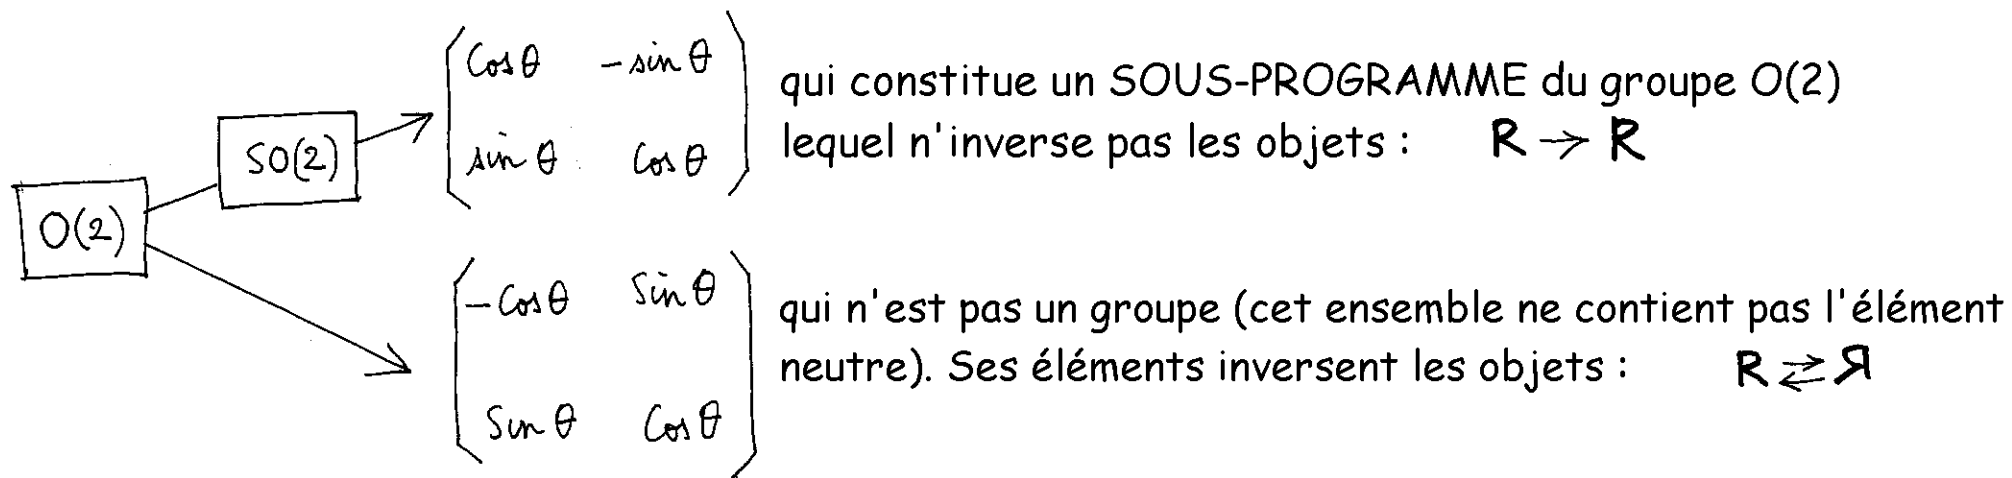 O(2)
SO(2)
cos θ -sin θ
sin θ cos θ
qui constitue un SOUS-PROGRAMME du groupe O(2)
lequel n'inverse pas les objets : R → R
-cos θ sin θ
sin θ cos θ
qui n'est pas un groupe (cet ensemble ne contient pas l'élément
neutre). Ses éléments inversent les objets : R ⇄ Я